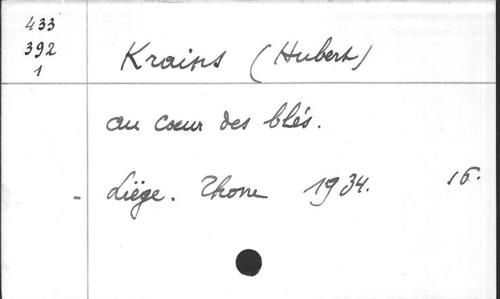 433
392
1
Krains (Hubert)
au coeur des blés.
Liège. Thone 1934. 16.